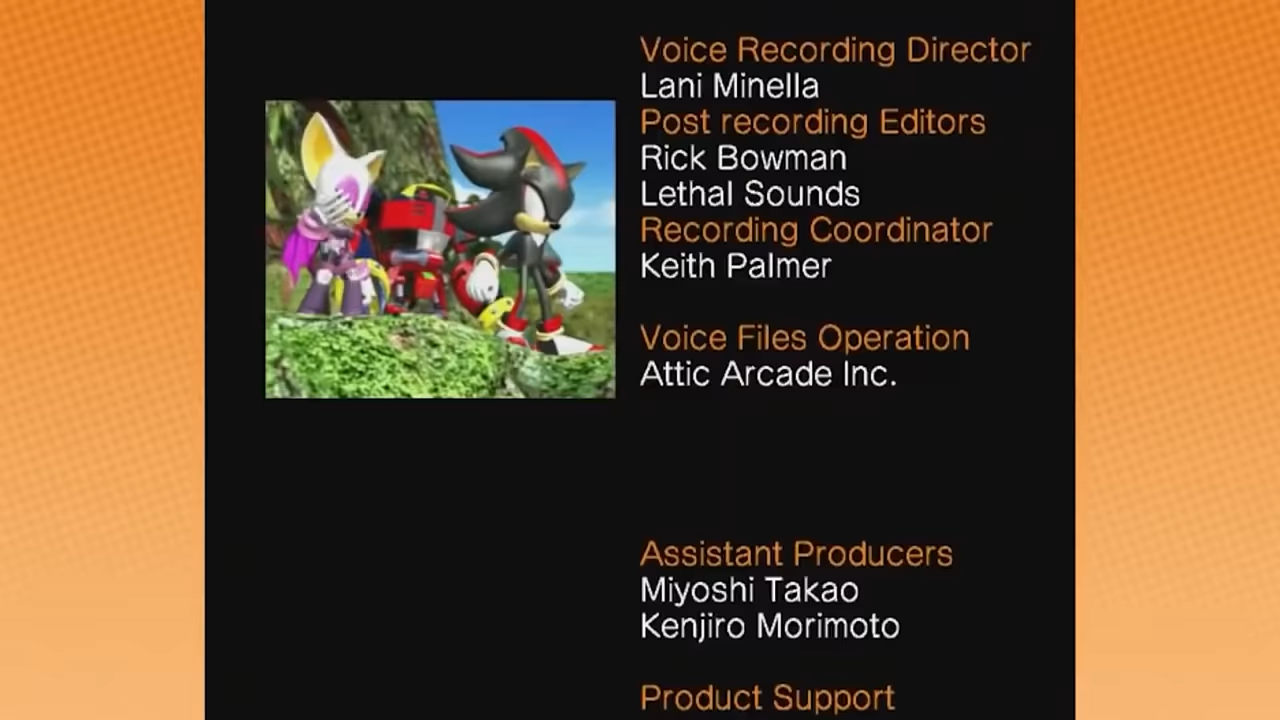 Voice Recording Director
Lani Minella
Post recording Editors
Rick Bowman
Lethal Sounds
Recording Coordinator
Keith Palmer
Voice Files Operation
Attic Arcade Inc.
Assistant Producers
Miyoshi Takao
Kenjiro Morimoto
Product Support